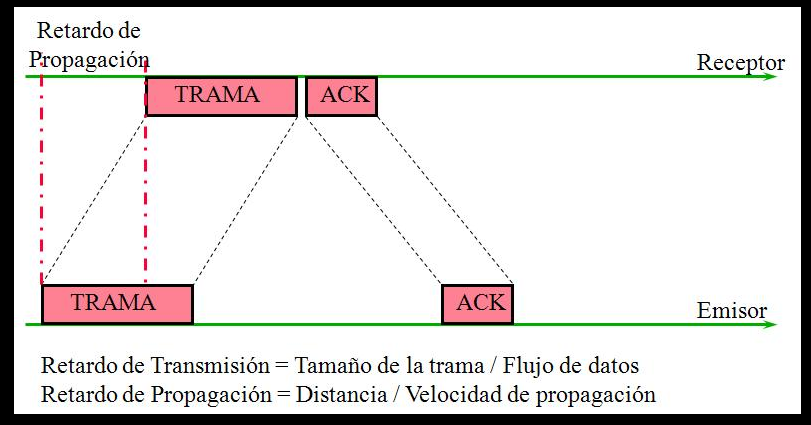 Retardo de
Propagación
Receptor
TRAMA
ACK
TRAMA
ACK
Emisor
Retardo de Transmisión = Tamaño de la trama / Flujo de datos
Retardo de Propagación = Distancia / Velocidad de propagación